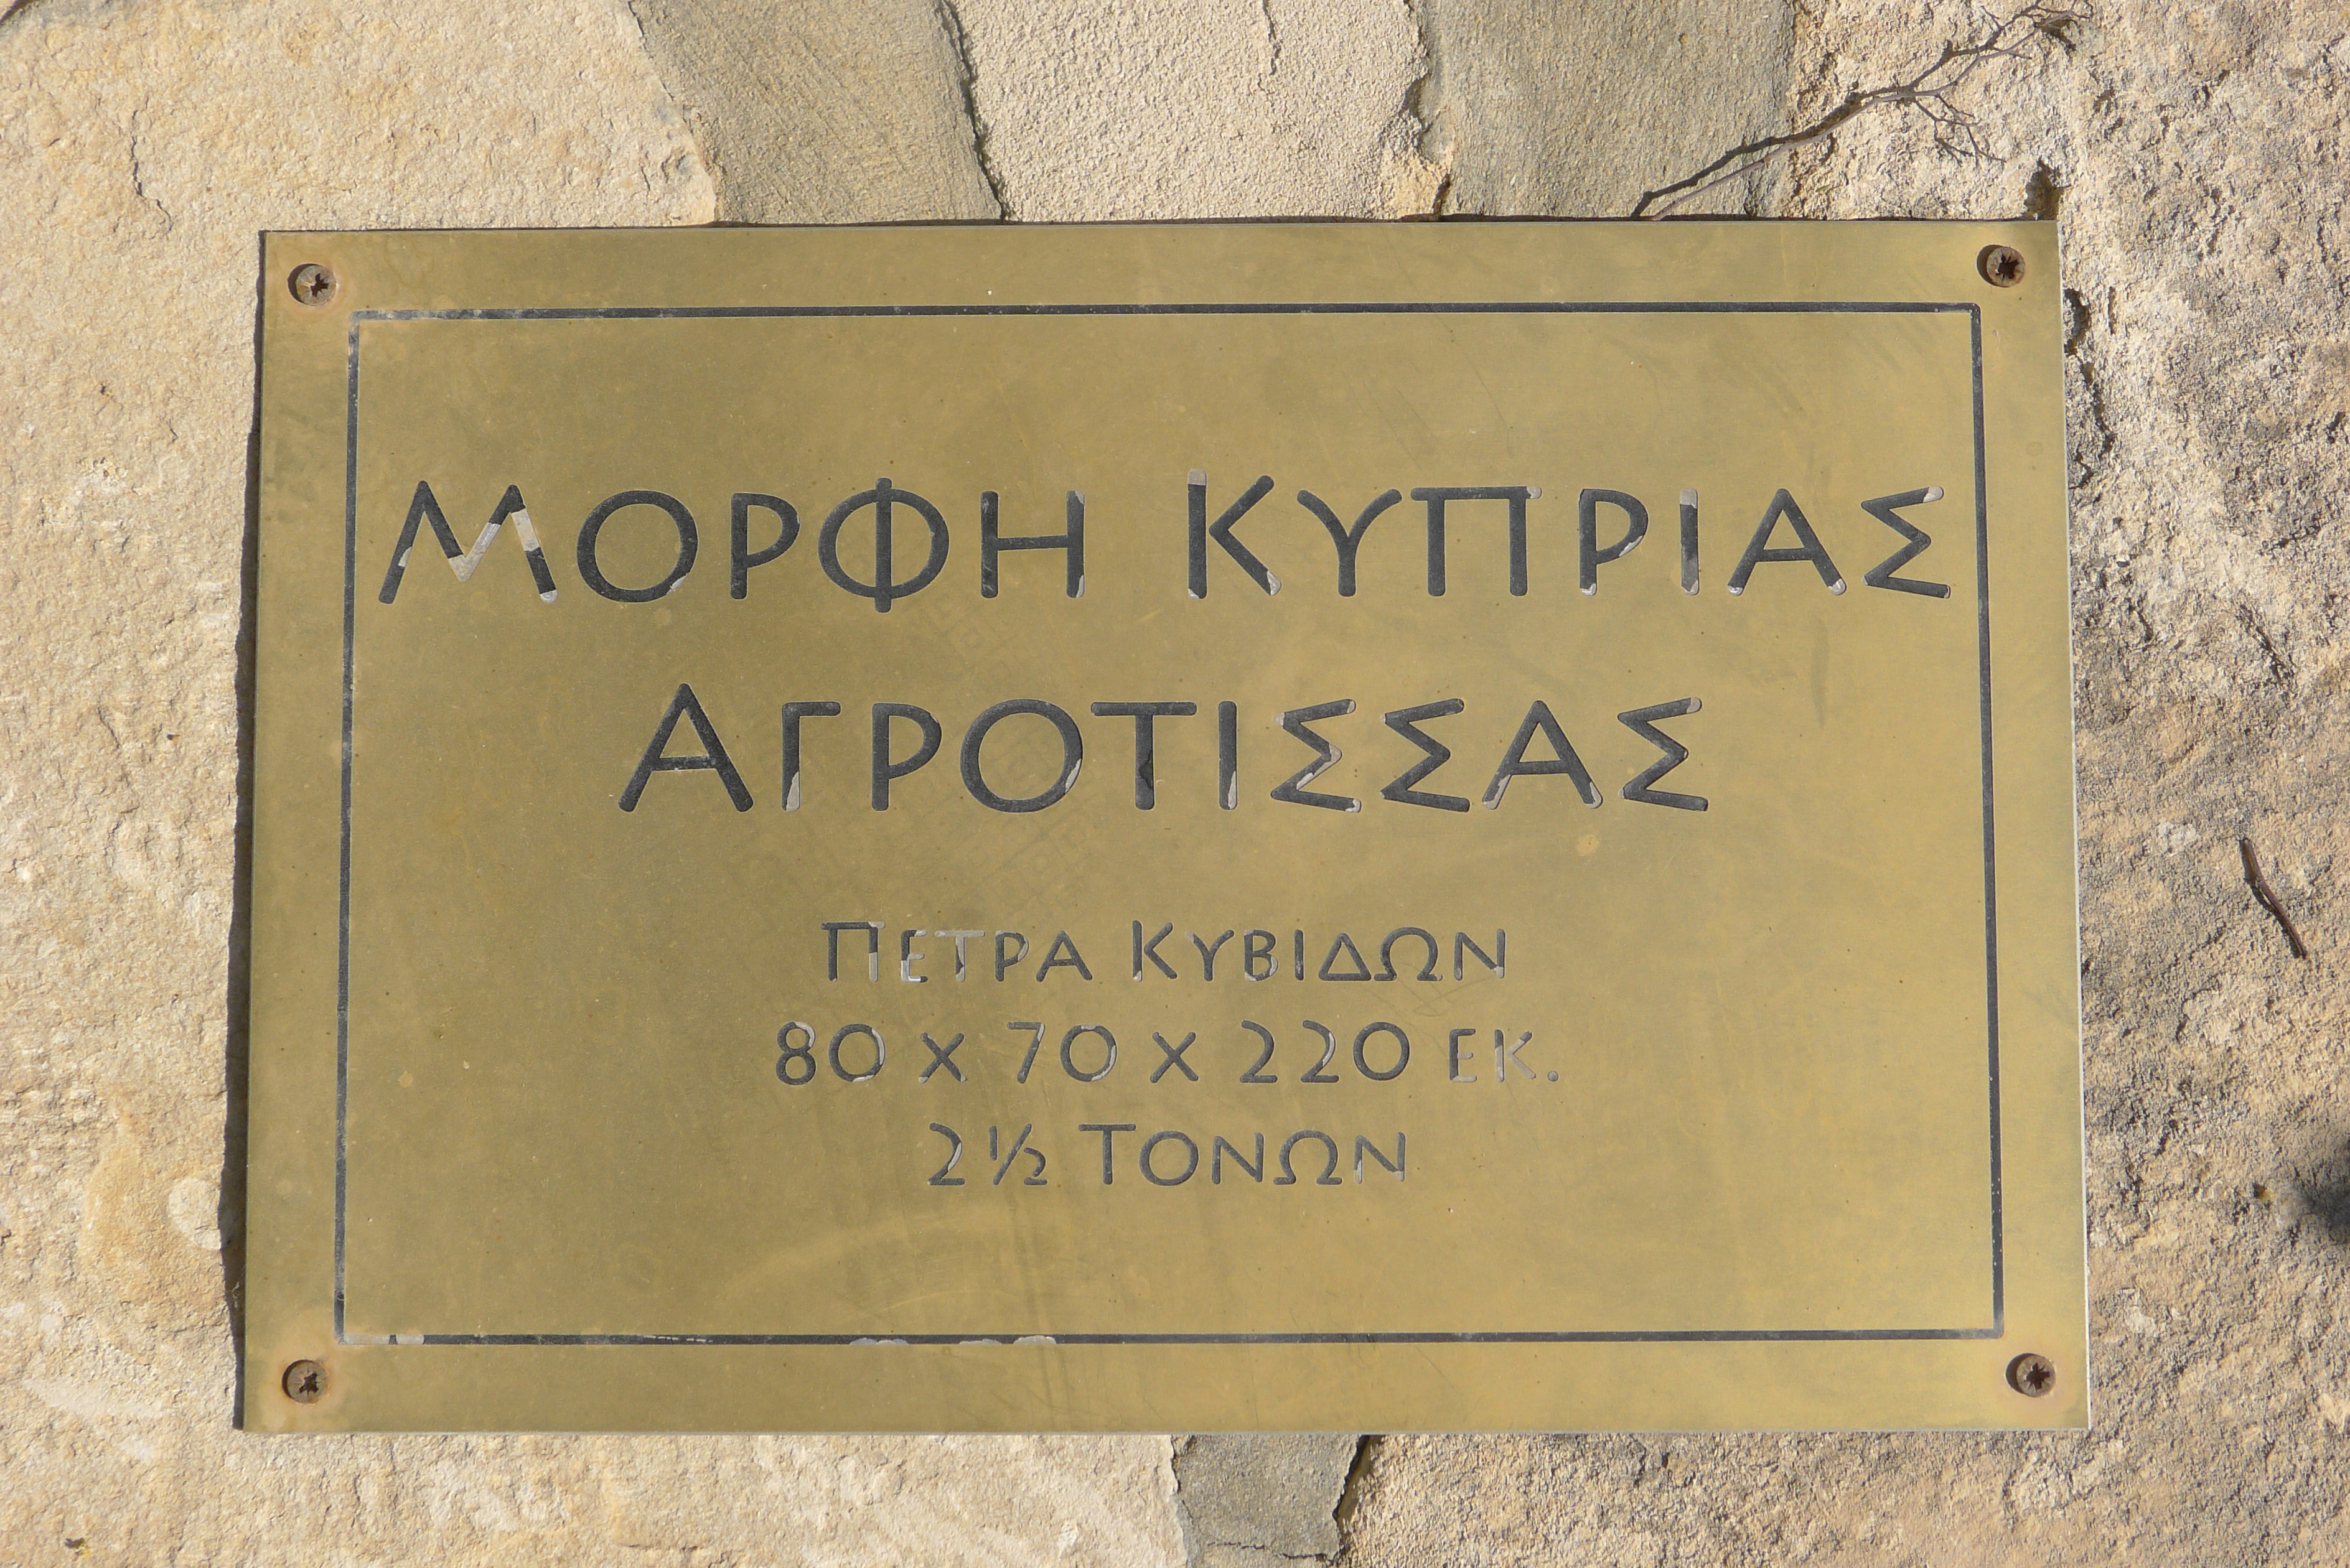 ΜΟΡΦΗ ΚΥΠΡΙΑΣ
ΑΓΡΟΤΙΣΣΑΣ
ΠΕΤΡΑ ΚΥΒΙΔΩΝ
80 x 70 x 220 ΕΚ.
2½ ΤΟΝΩΝ